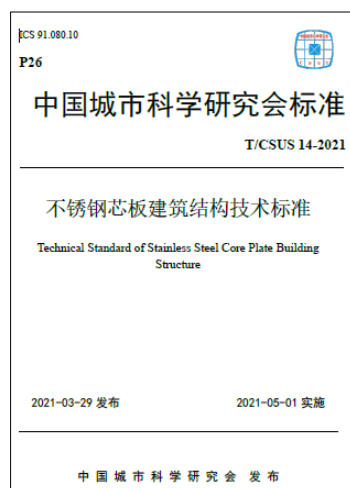 ICS 91.080.10
P26
中国城市科学研究会标准
T/CSUS 14-2021
不锈钢芯板建筑结构技术标准
Technical Standard of Stainless Steel Core Plate Building
Structure
2021-03-29 发布
2021-05-01 实施
中国城市科学研究会 发布